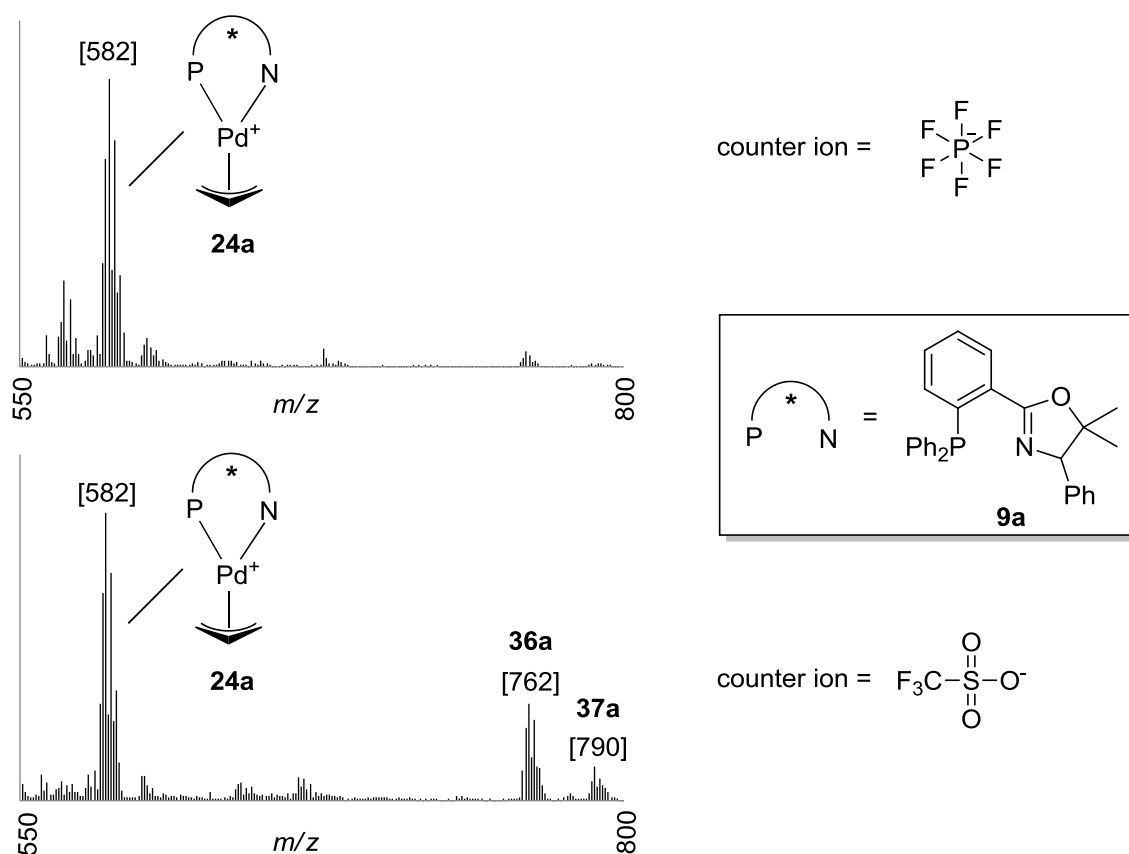 [582]
*
P
N
Pd+
24a
550
m/z
800
counter ion =
F
F
F
P-
F
F
F
*
P
N
=
Ph2P
O
N
Ph
9a
[582]
*
P
N
Pd+
24a
36a
[762]
37a
[790]
550
m/z
800
counter ion =
O
F3C
S
O-
O